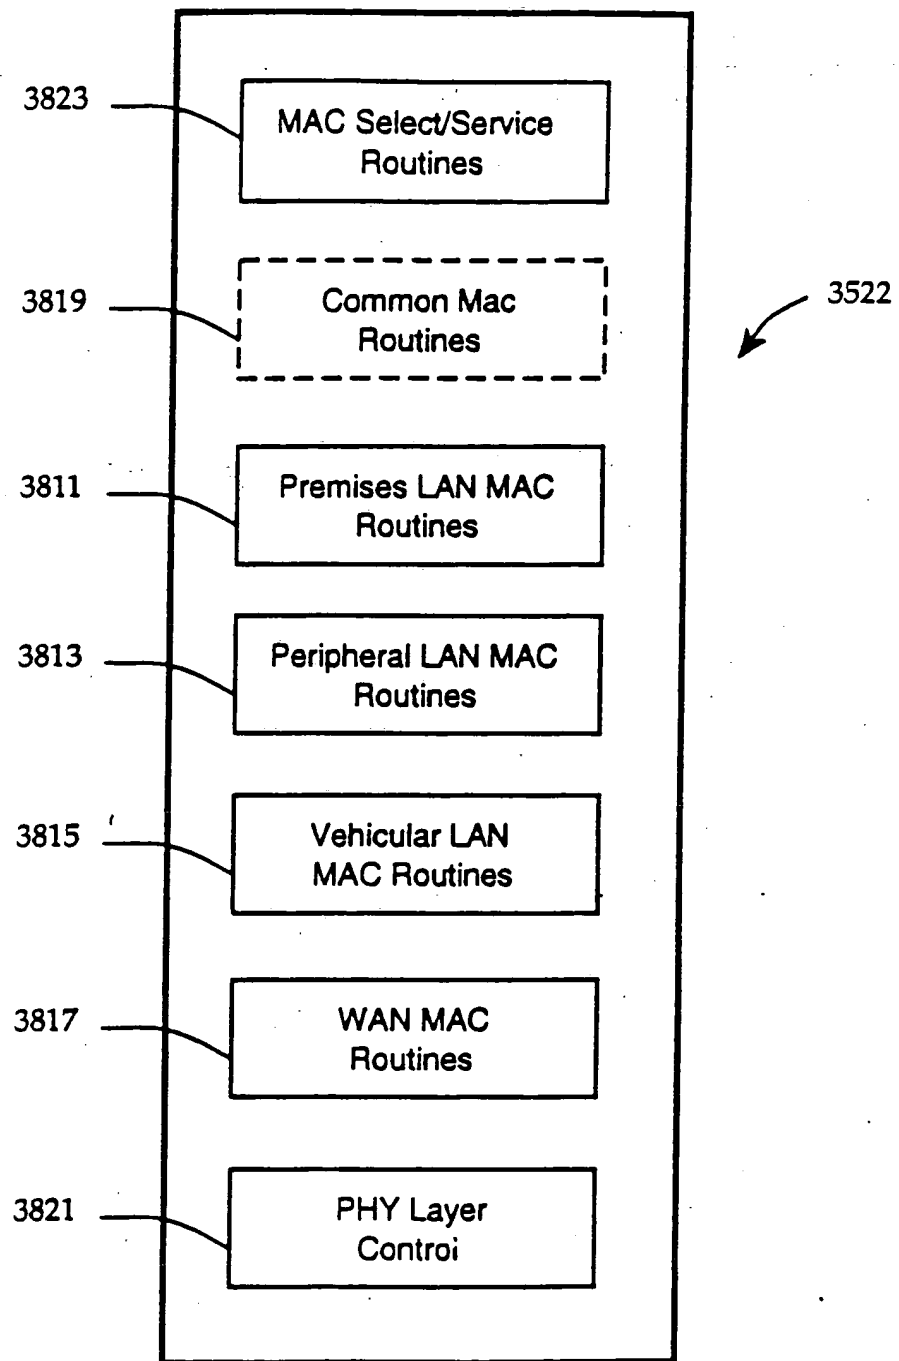 3823
MAC Select/Service
Routines
3819
Common Mac
Routines
3522
3811
Premises LAN MAC
Routines
3813
Peripheral LAN MAC
Routines
3815
Vehicular LAN
MAC Routines
3817
WAN MAC
Routines
3821
PHY Layer
Control